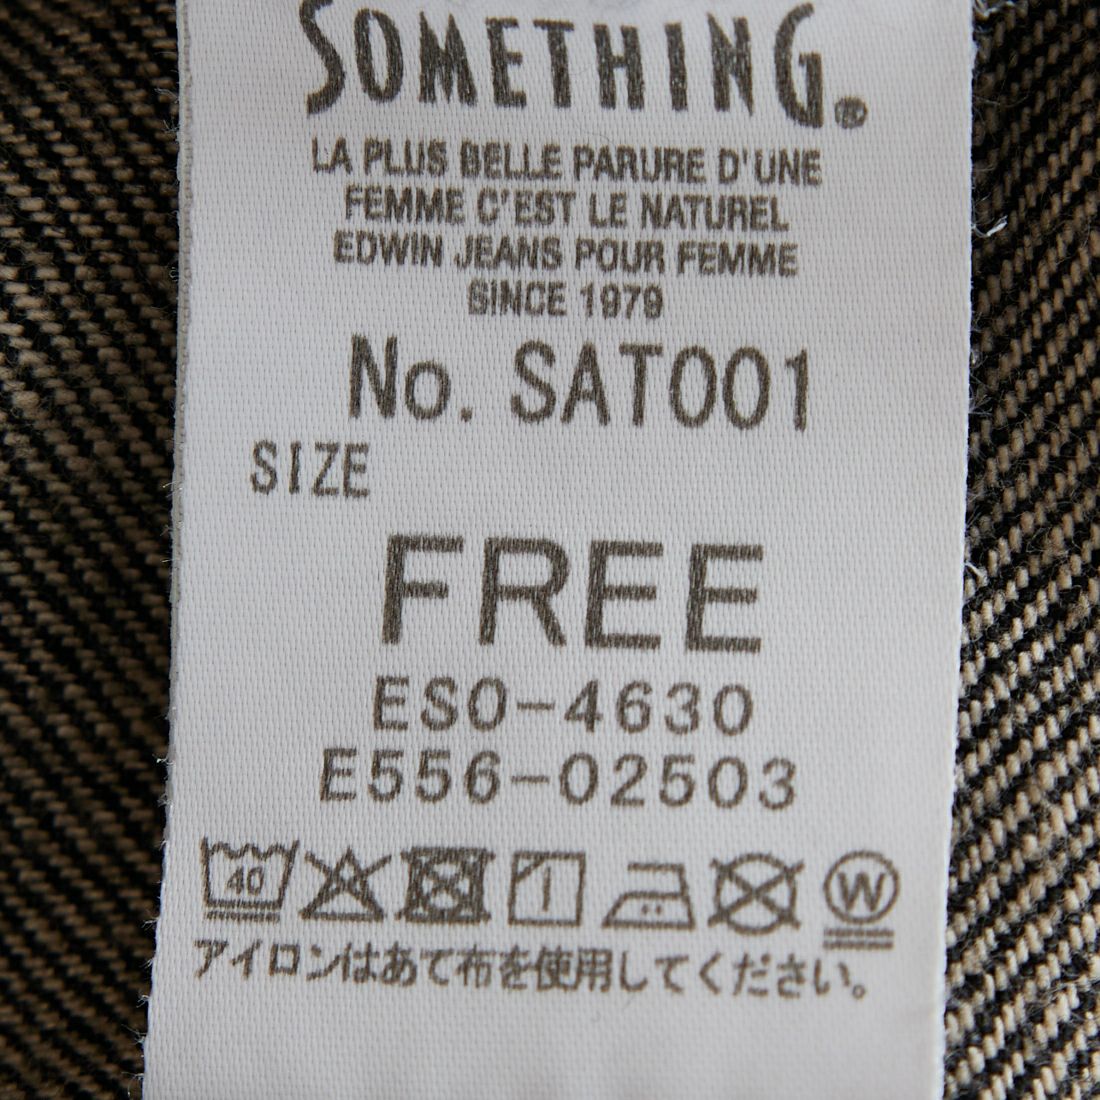 SOMETHING®
LA PLUS BELLE PARURE D'UNE
FEMME C'EST LE NATUREL
EDWIN JEANS POUR FEMME
SINCE 1979
No. SAT001
SIZE
FREE
ESO-4630
E556-02503
40 W
アイロンはあて布を使用してください。